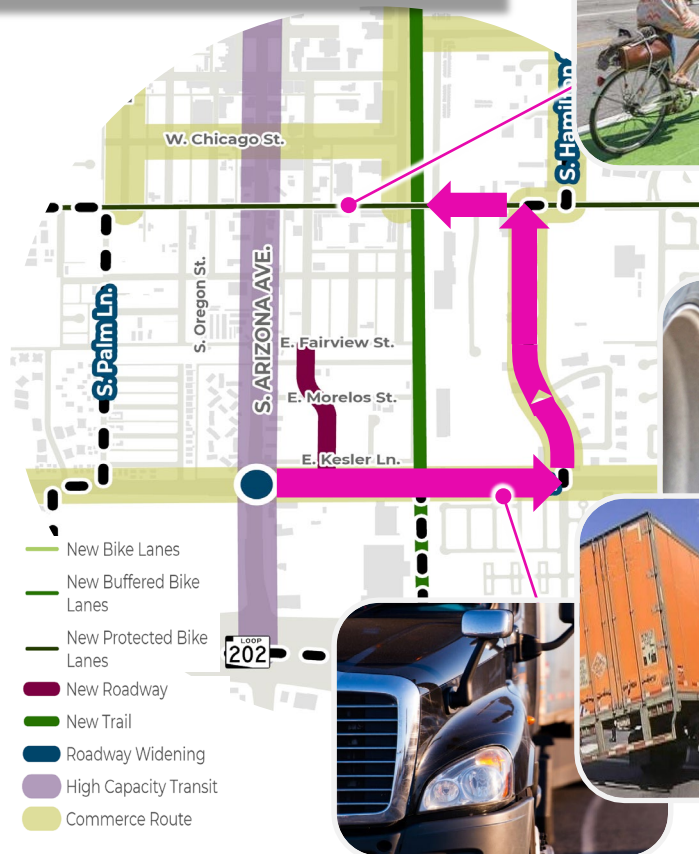 W. Chicago St.
S. Hamilton
S. Oregon St.
S. ARIZONA AVE.
S. Palm Ln.
E. Fairview St.
E. Morelos St.
E. Kesler Ln.
LOOP
202
New Bike Lanes
New Buffered Bike
Lanes
New Protected Bike
Lanes
New Roadway
New Trail
Roadway Widening
High Capacity Transit
Commerce Route